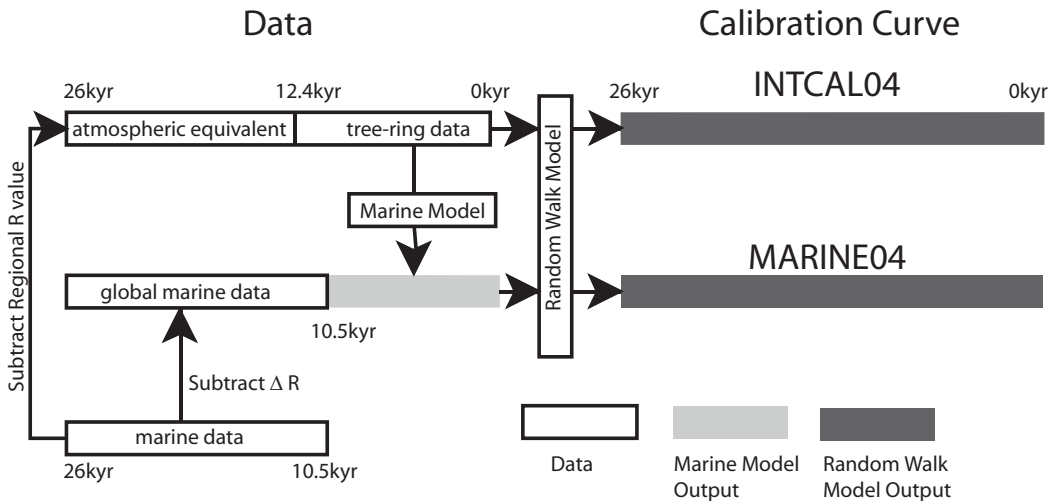 Data
Calibration Curve
26kyr
12.4kyr
0kyr
26kyr
INTCAL04
0kyr
atmospheric equivalent
tree-ring data
Marine Model
Random Walk Model
Subtract Regional R value
MARINE04
global marine data
10.5kyr
Subtract Δ R
marine data
26kyr
10.5kyr
Data
Marine Model
Output
Random Walk
Model Output